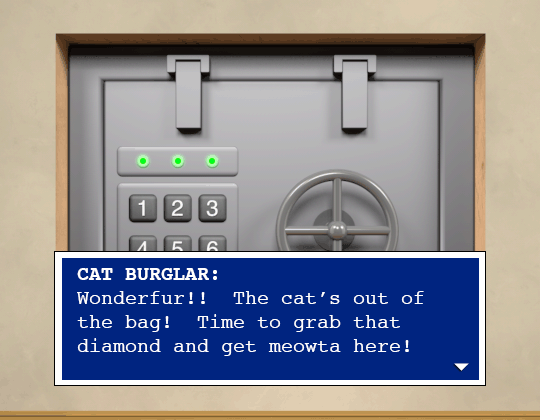 1 2 3
4 5 6
CAT BURGLAR:
Wonderfur!! The cat's out of
the bag! Time to grab that
diamond and get meowta here!